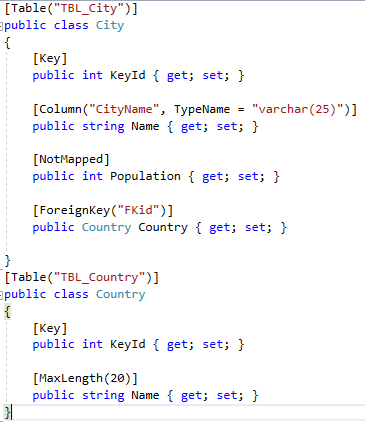 [Table("TBL_City")]
public class City
{
[Key]
public int KeyId { get; set; }
[Column("CityName", TypeName = "varchar(25)")]
public string Name { get; set; }
[NotMapped]
public int Population { get; set; }
[ForeignKey("FKid")]
public Country Country { get; set; }
}
[Table("TBL_Country")]
public class Country
{
[Key]
public int KeyId { get; set; }
[MaxLength(20)]
public string Name { get; set; }
}